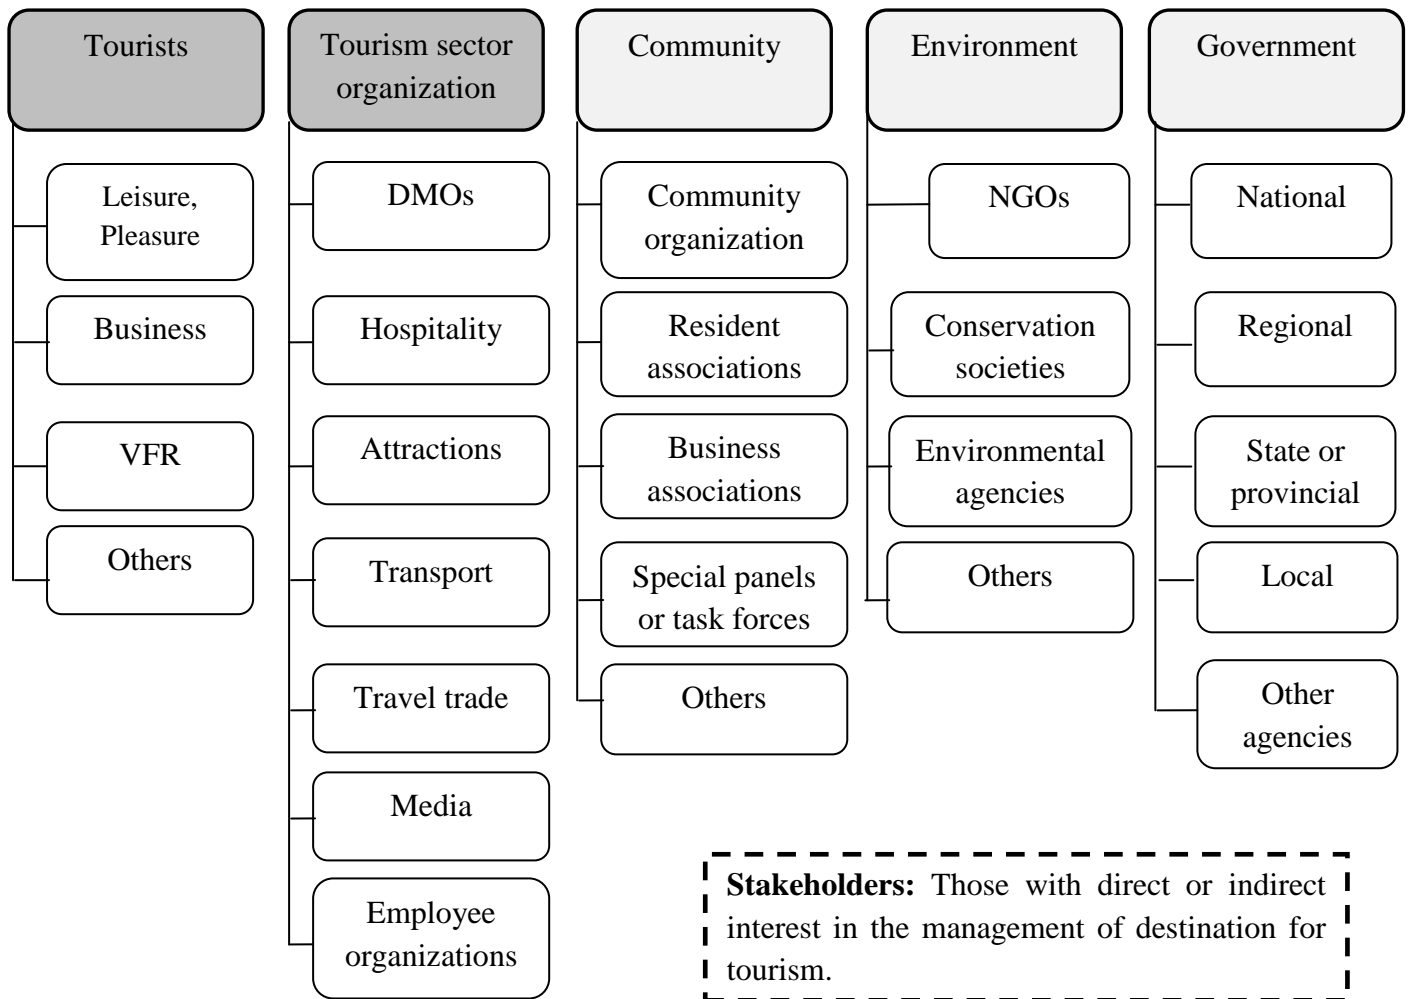 Tourists
Leisure,
Pleasure
Business
VFR
Others
Tourism sector
organization
DMOs
Hospitality
Attractions
Transport
Travel trade
Media
Employee
organizations
Community
Community
organization
Resident
associations
Business
associations
Special panels
or task forces
Others
Environment
NGOs
Conservation
societies
Environmental
agencies
Others
Government
National
Regional
State or
provincial
Local
Other
agencies
Stakeholders: Those with direct or indirect
interest in the management of destination for
tourism.